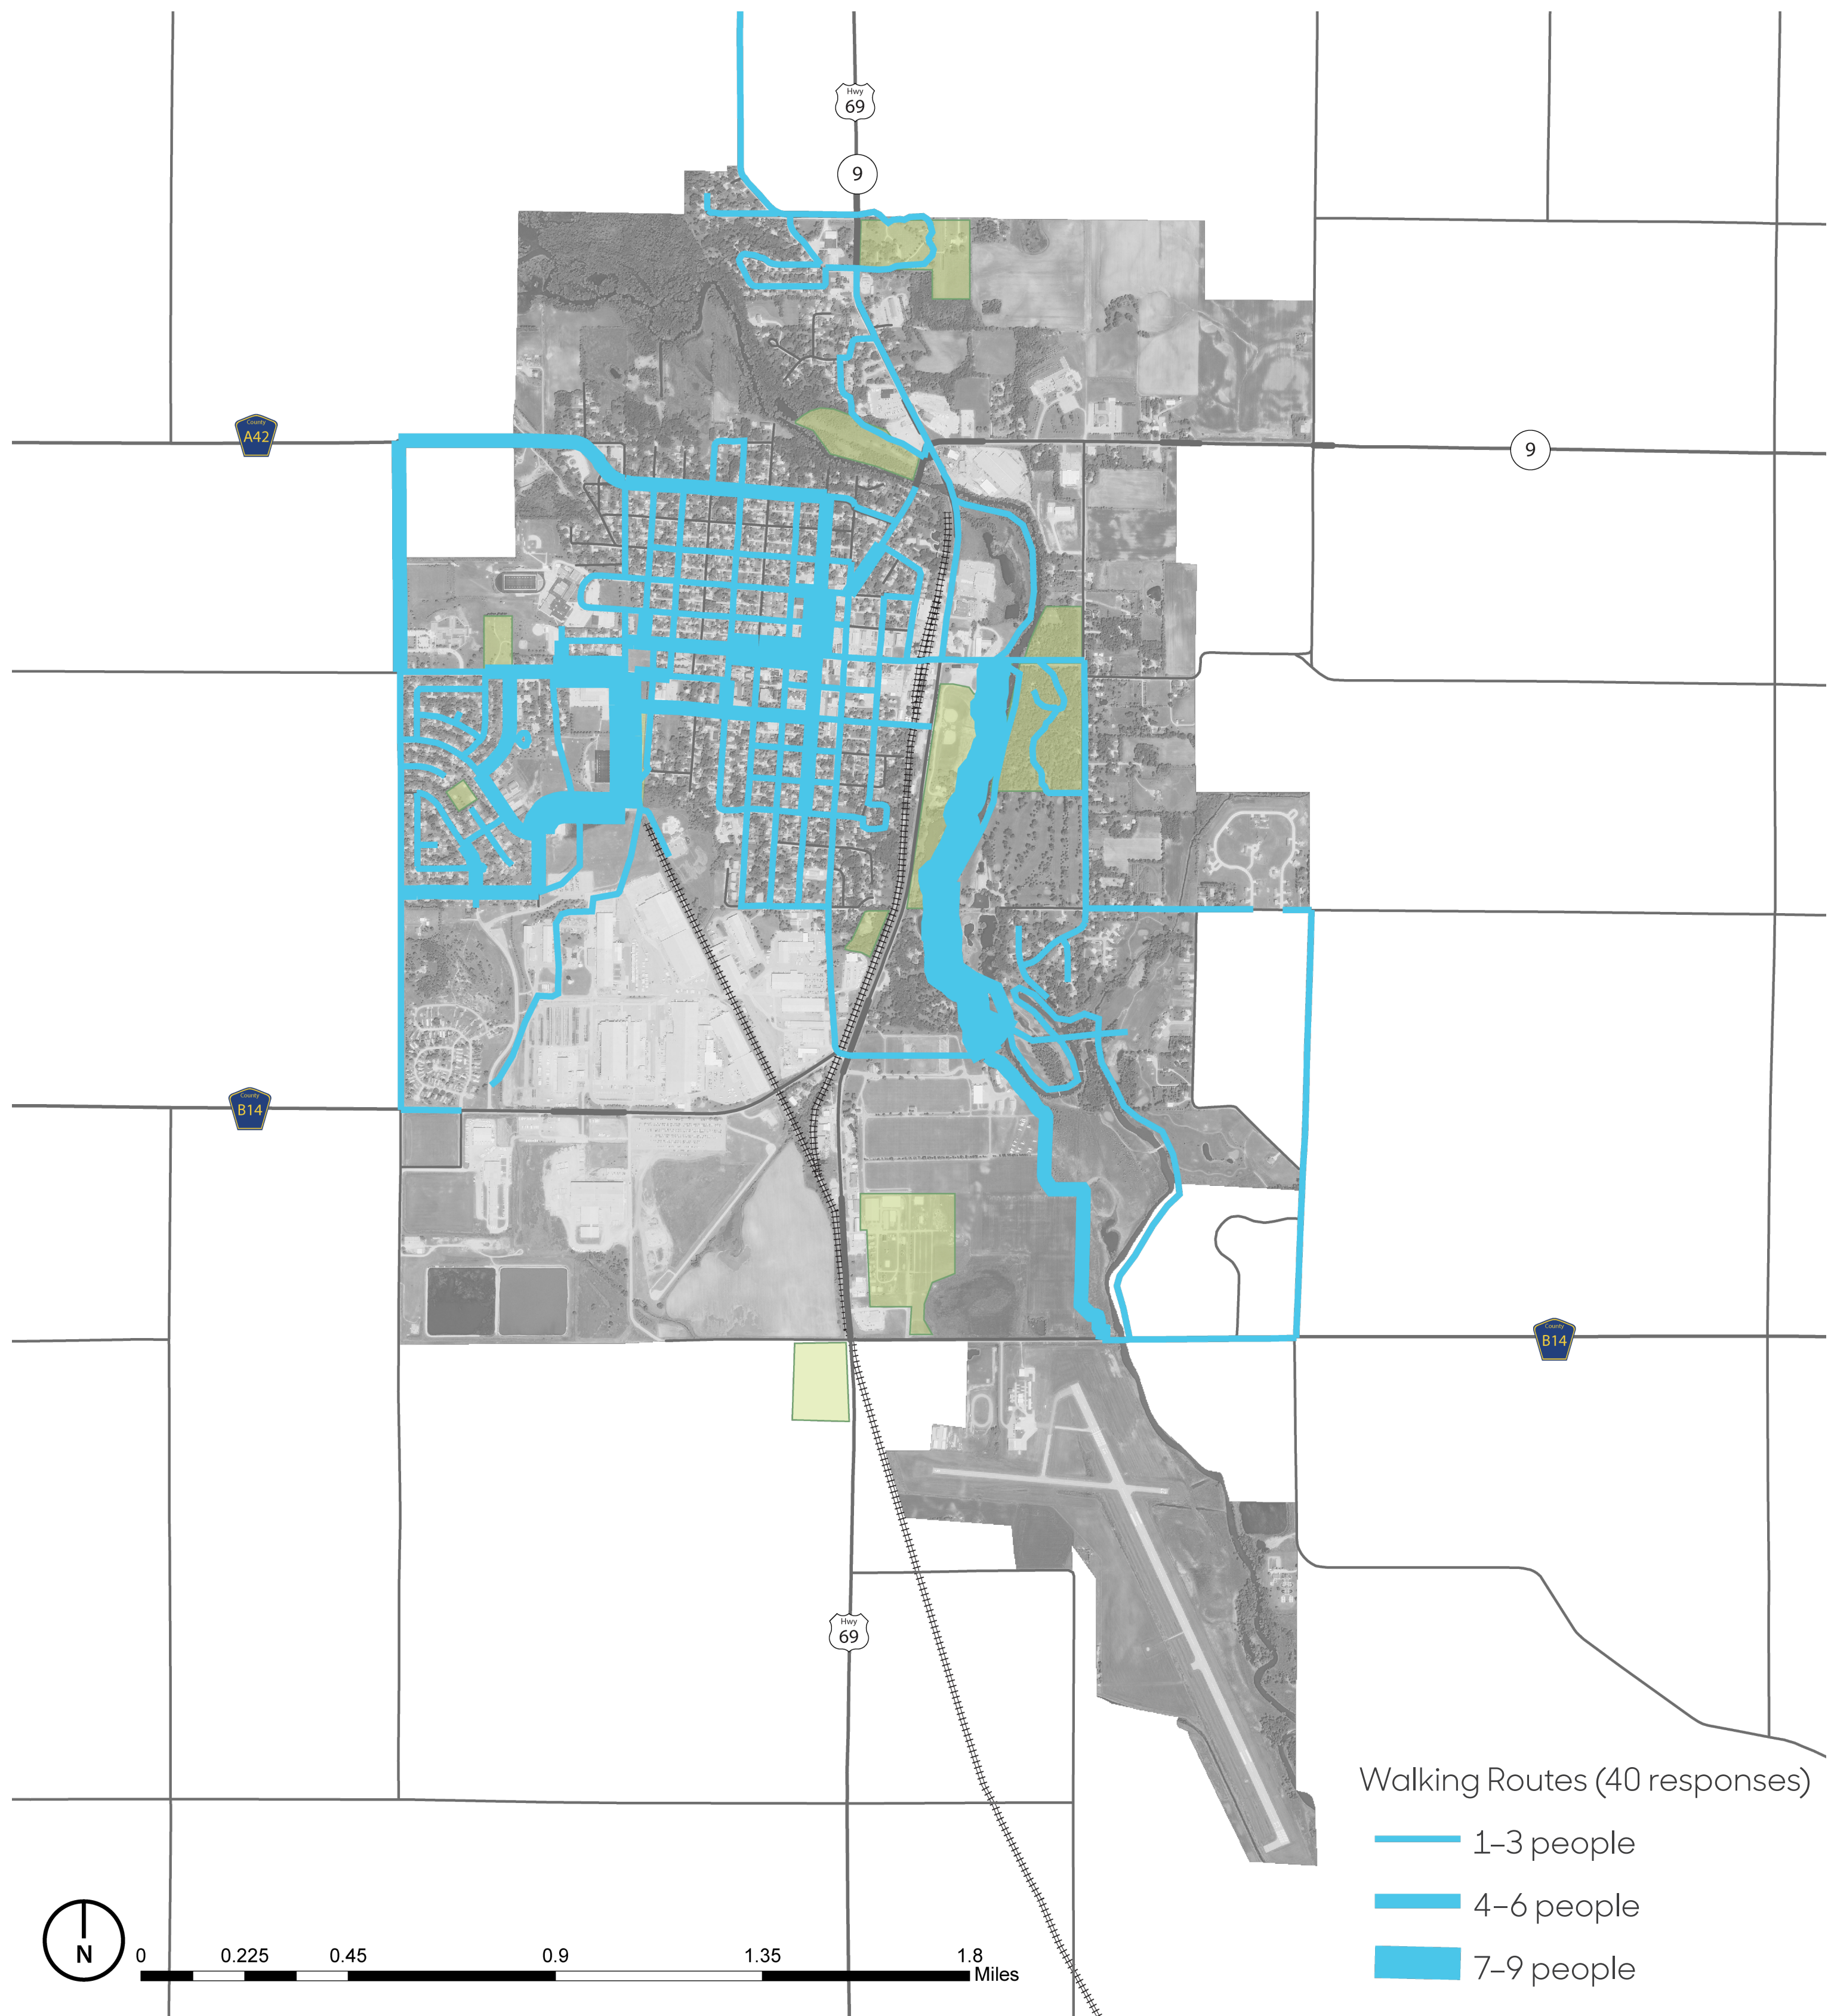 Hwy
69
9
County
A42
9
County
B14
County
B14
Hwy
69
Walking Routes (40 responses)
1–3 people
4–6 people
7–9 people
N
0 0.225 0.45 0.9 1.35 1.8
Miles